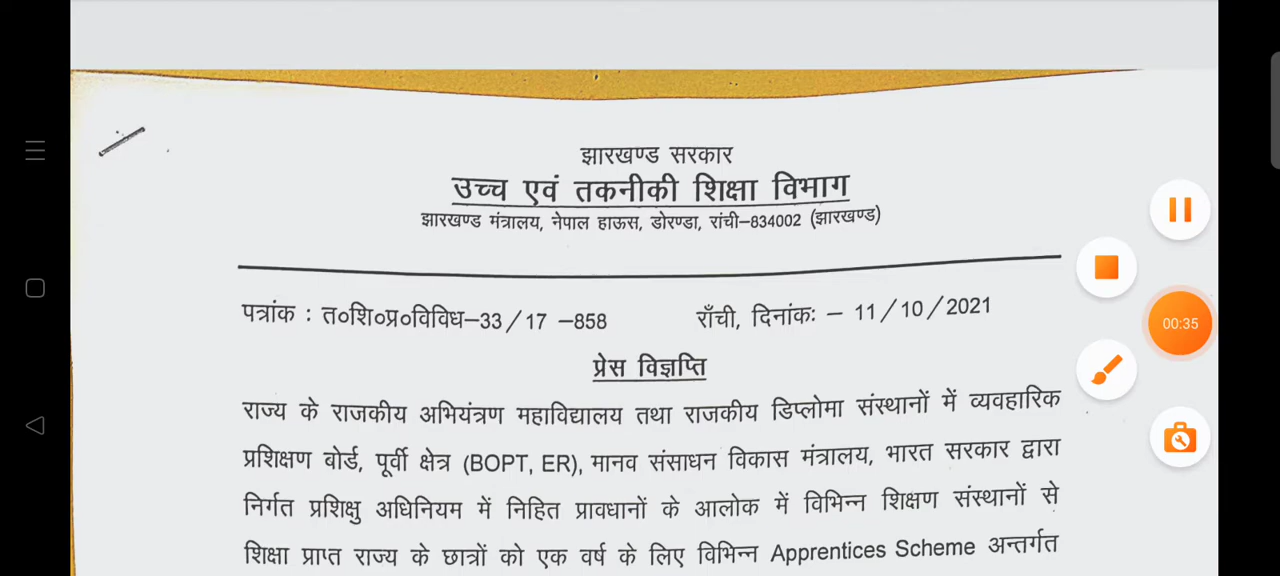 झारखण्ड सरकार
उच्च एवं तकनीकी शिक्षा विभाग
झारखण्ड मंत्रालय, नेपाल हाऊस, डोरण्डा, रांची–834002 (झारखण्ड)
पत्रांक : त०शि०प्र०विविध–33/17 –858 राँची, दिनांकः – 11/10/2021
प्रेस विज्ञप्ति
राज्य के राजकीय अभियंत्रण महाविद्यालय तथा राजकीय डिप्लोमा संस्थानों में व्यवहारिक
प्रशिक्षण बोर्ड, पूर्वी क्षेत्र (BOPT, ER), मानव संसाधन विकास मंत्रालय, भारत सरकार द्वारा
निर्गत प्रशिक्षु अधिनियम में निहित प्रावधानों के आलोक में विभिन्न शिक्षण संस्थानों से
शिक्षा प्राप्त राज्य के छात्रों को एक वर्ष के लिए विभिन्न Apprentices Scheme अन्तर्गत
00:35